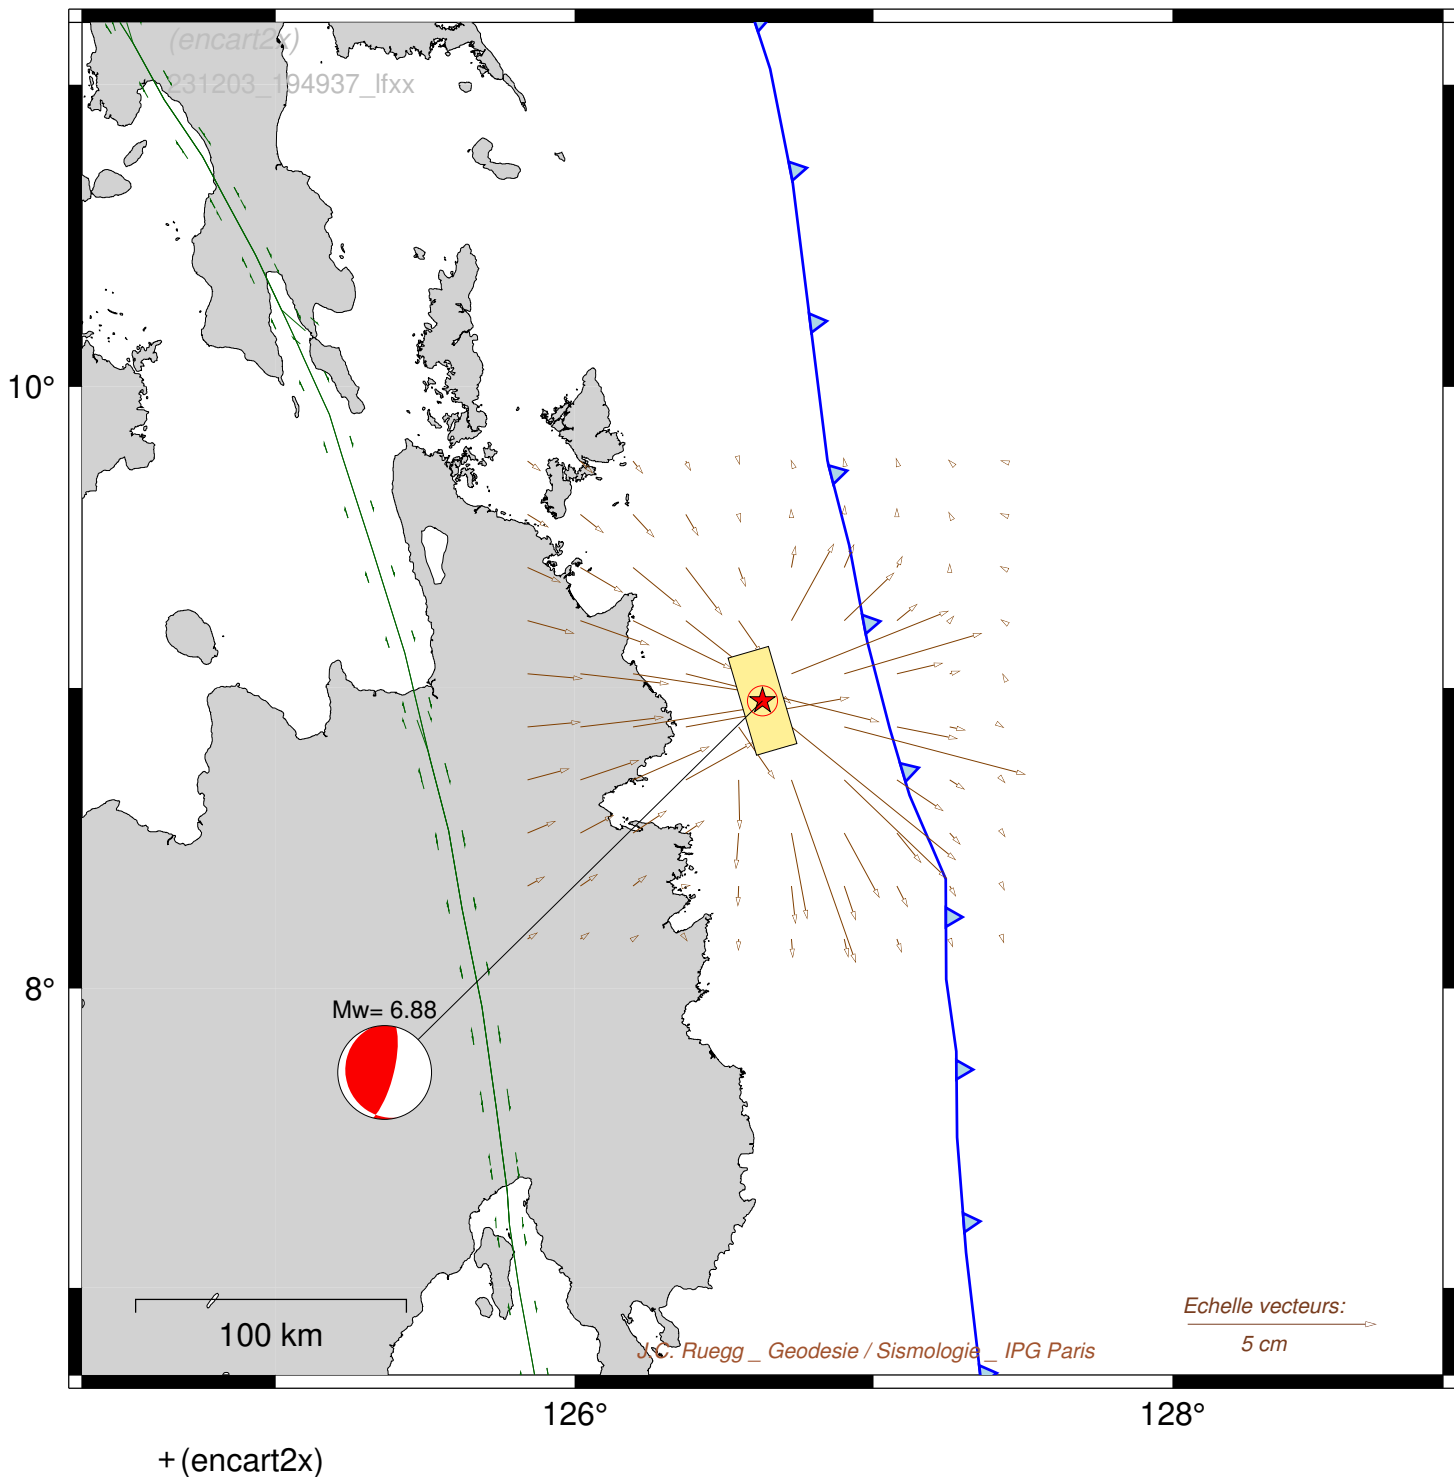 (encart2x)
231203_194937_lfxx
10°
8°
Mw= 6.88
100 km
Echelle vecteurs:
5 cm
J.C. Ruegg _ Geodesie / Sismologie _ IPG Paris
126°
128°
+ (encart2x)